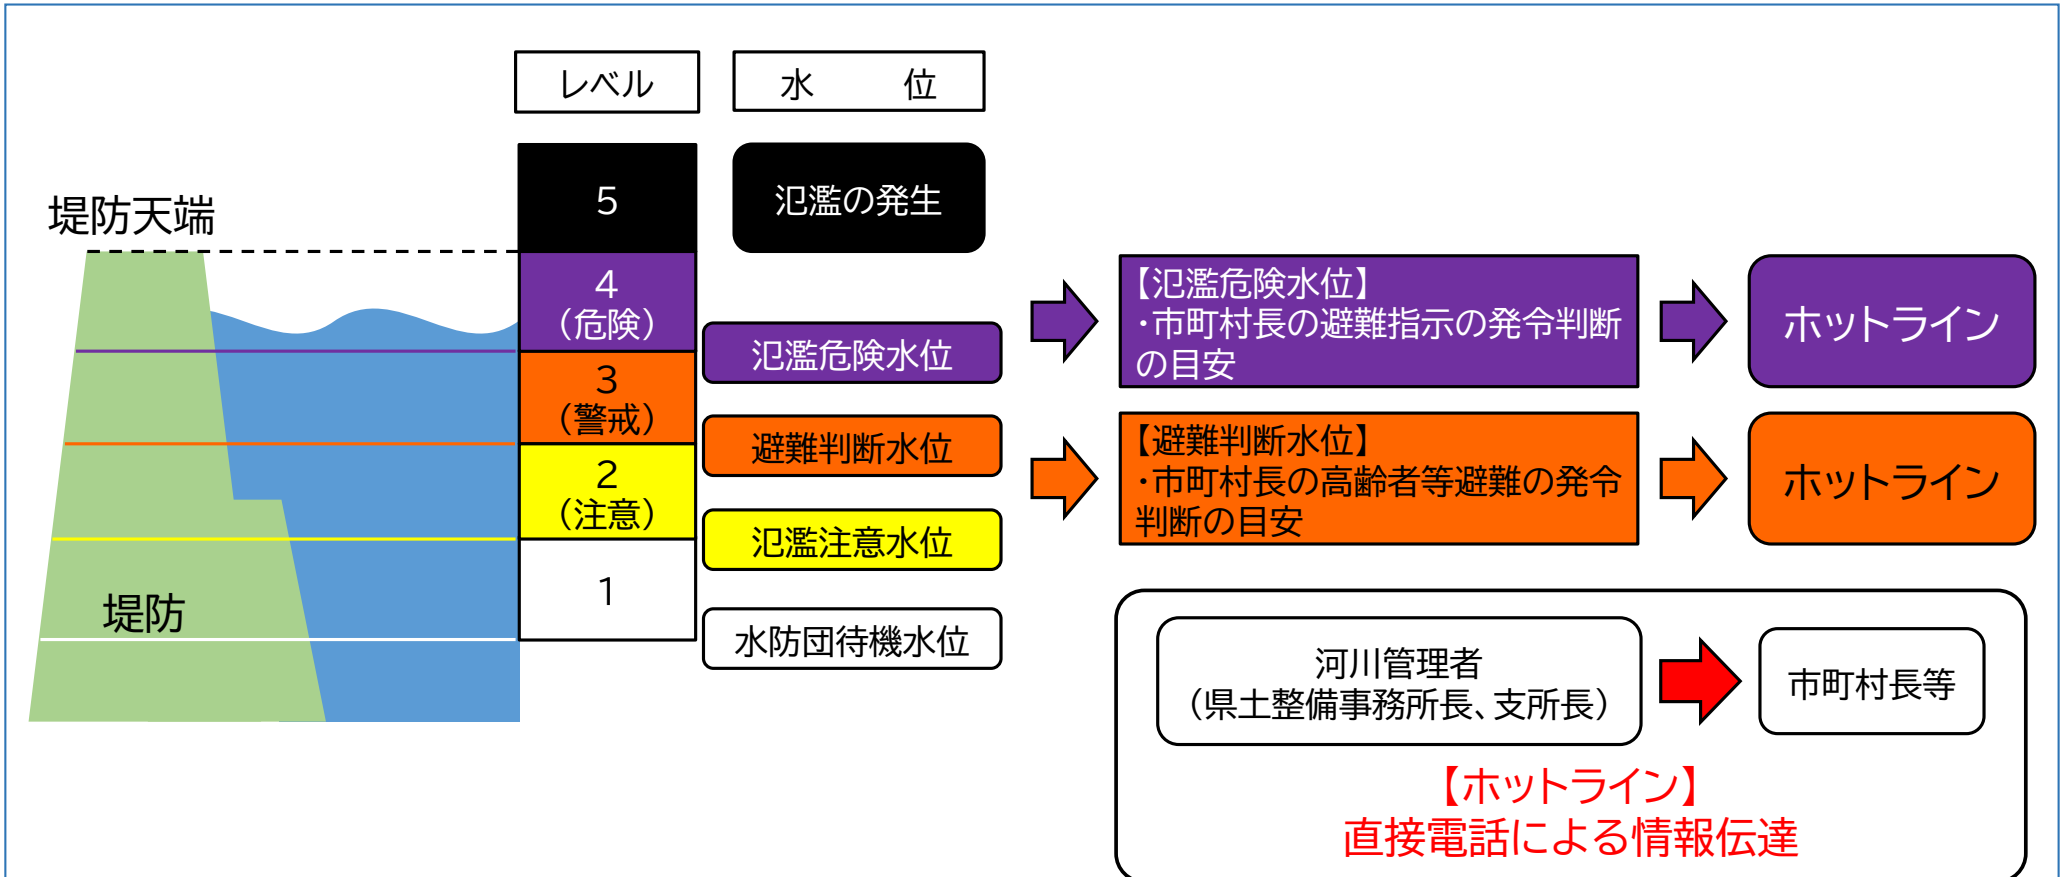 レベル
水　位
堤防天端
5
氾濫の発生
4
（危険）
氾濫危険水位
3
（警戒）
避難判断水位
2
（注意）
氾濫注意水位
1
水防団待機水位
堤防
【氾濫危険水位】
・市町村長の避難指示の発令判断
の目安
ホットライン
【避難判断水位】
・市町村長の高齢者等避難の発令
判断の目安
ホットライン
河川管理者
（県土整備事務所長、支所長）
市町村長等
【ホットライン】
直接電話による情報伝達